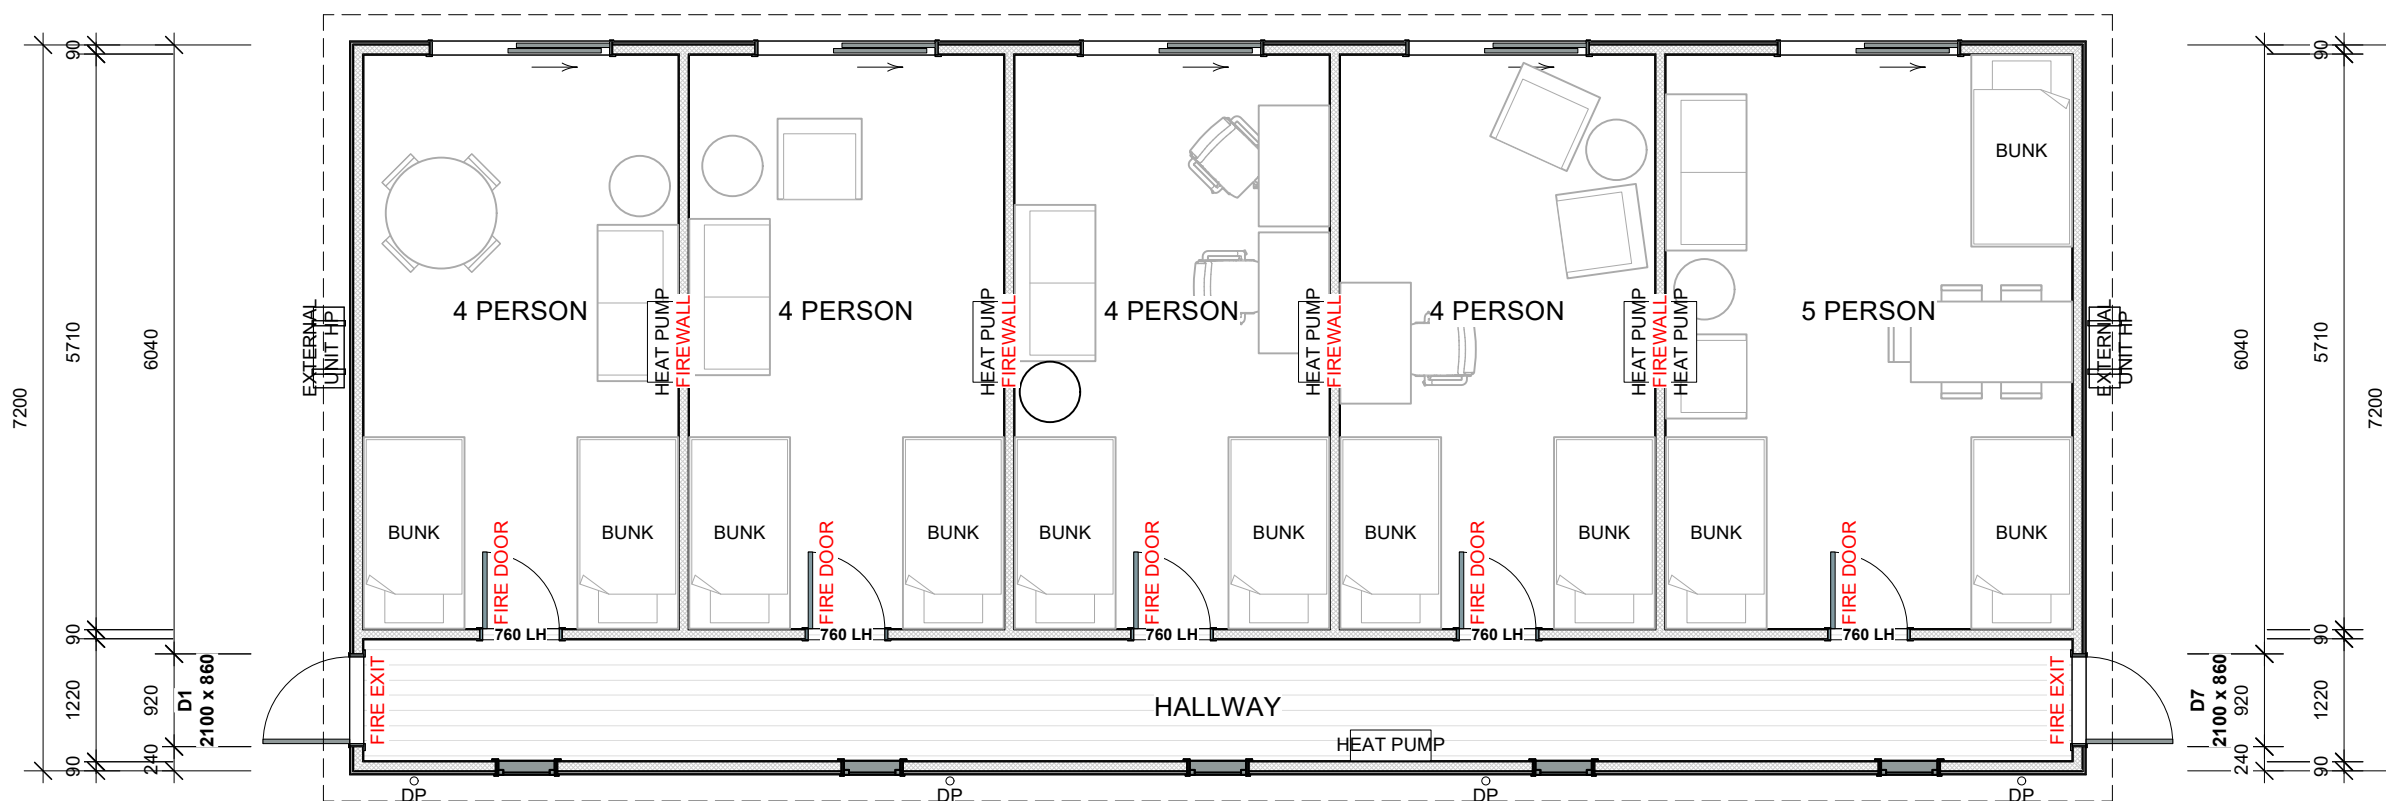 90
5710
90
1220
90
7200
6040
920
240
D1
2100 x 860
EXTERNAL
UNIT HP
4 PERSON
4 PERSON
4 PERSON
4 PERSON
5 PERSON
HEAT PUMP
FIREWALL
HEAT PUMP
FIREWALL
HEAT PUMP
FIREWALL
HEAT PUMP
FIREWALL
HEAT PUMP
BUNK
BUNK
BUNK
BUNK
BUNK
BUNK
BUNK
BUNK
BUNK
BUNK
BUNK
FIRE DOOR
FIRE DOOR
FIRE DOOR
FIRE DOOR
FIRE DOOR
760 LH
760 LH
760 LH
760 LH
760 LH
FIRE EXIT
HALLWAY
FIRE EXIT
HEAT PUMP
DP
DP
DP
DP
EXTERNAL
UNIT HP
D7
2100 x 860
6040
920
240
90
5710
90
1220
90
7200